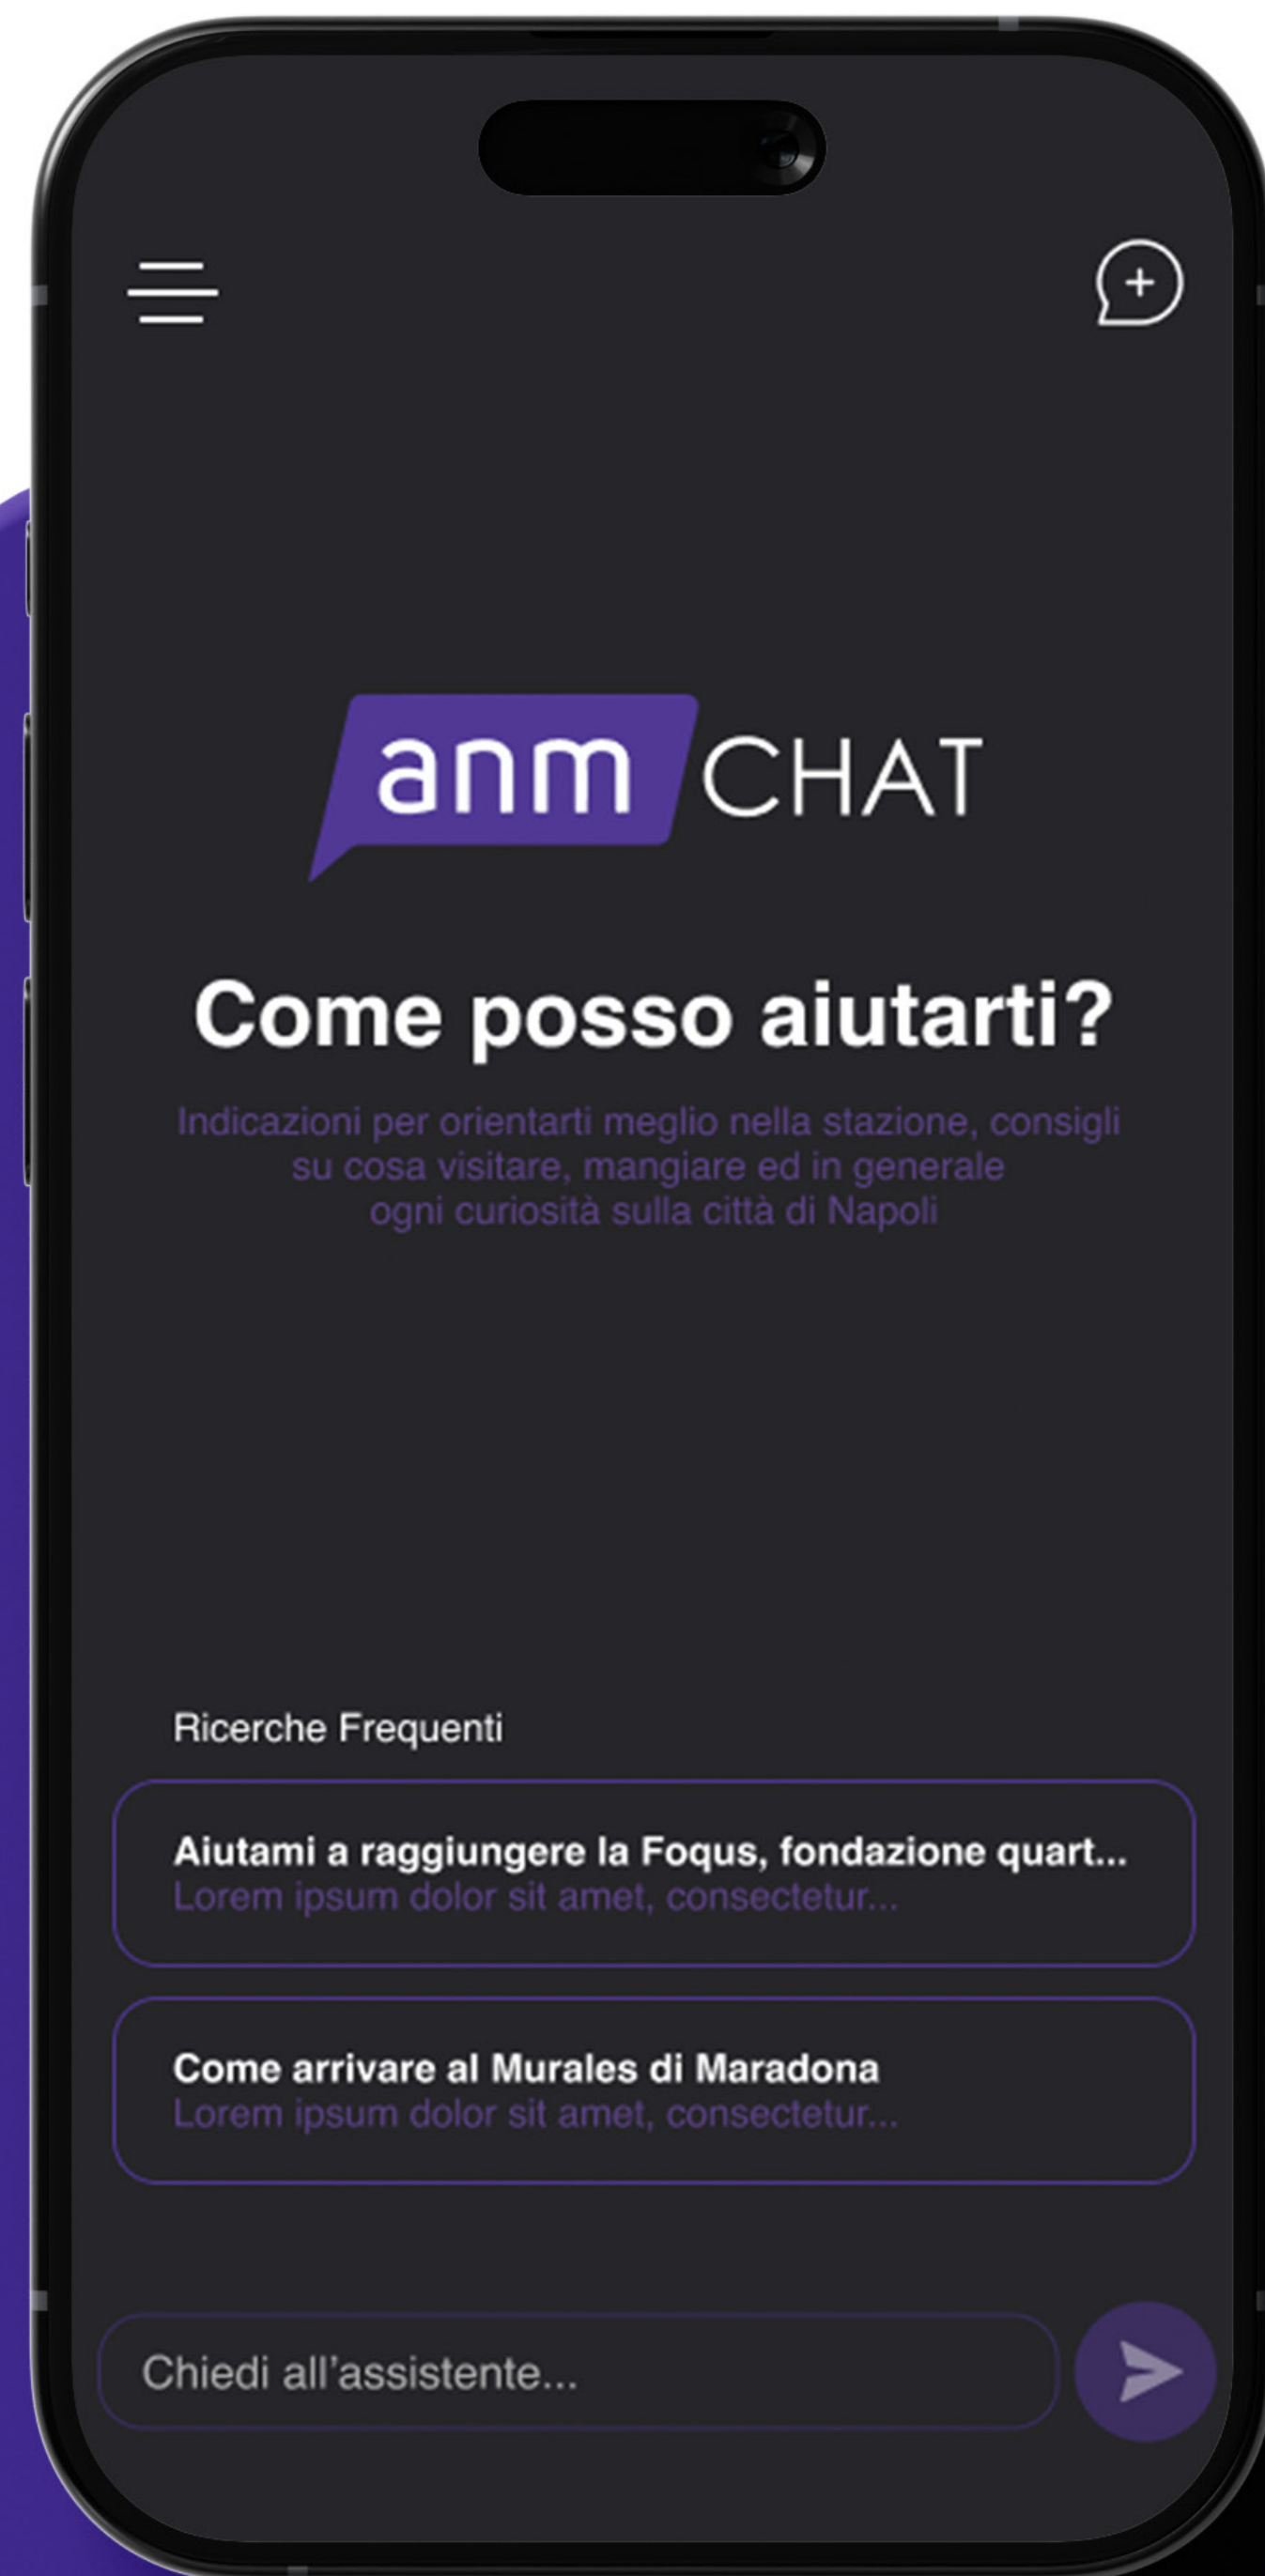 anm CHAT
Come posso aiutarti?
Indicazioni per orientarti meglio nella stazione, consigli
su cosa visitare, mangiare ed in generale
ogni curiosità sulla città di Napoli
Ricerche Frequenti
Aiutami a raggiungere la Foqus, fondazione quart...
Lorem ipsum dolor sit amet, consectetur...
Come arrivare al Murales di Maradona
Lorem ipsum dolor sit amet, consectetur...
Chiedi all’assistente...